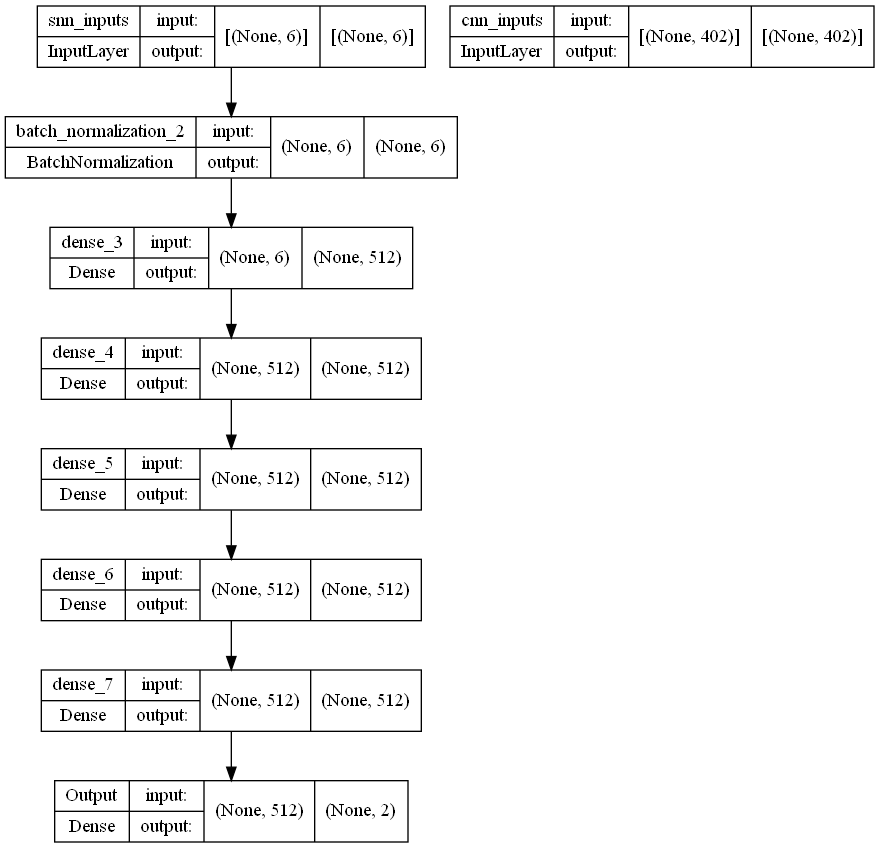 snn_inputs input: [(None, 6)] [(None, 6)]
InputLayer output:
cnn_inputs input: [(None, 402)] [(None, 402)]
InputLayer output:
batch_normalization_2 input: (None, 6) (None, 6)
BatchNormalization output:
dense_3 input: (None, 6) (None, 512)
Dense output:
dense_4 input: (None, 512) (None, 512)
Dense output:
dense_5 input: (None, 512) (None, 512)
Dense output:
dense_6 input: (None, 512) (None, 512)
Dense output:
dense_7 input: (None, 512) (None, 512)
Dense output:
Output input: (None, 512) (None, 2)
Dense output: